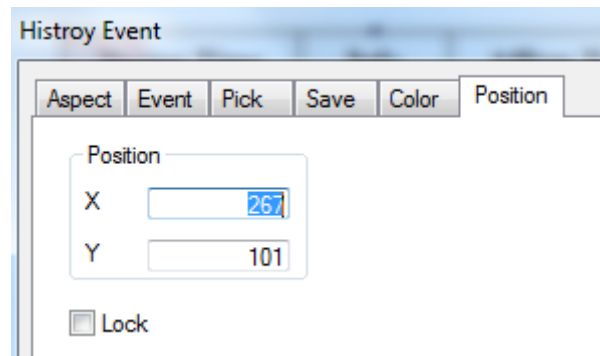 Histroy Event
Aspect Event Pick Save Color Position
Position
X 267
Y 101
Lock